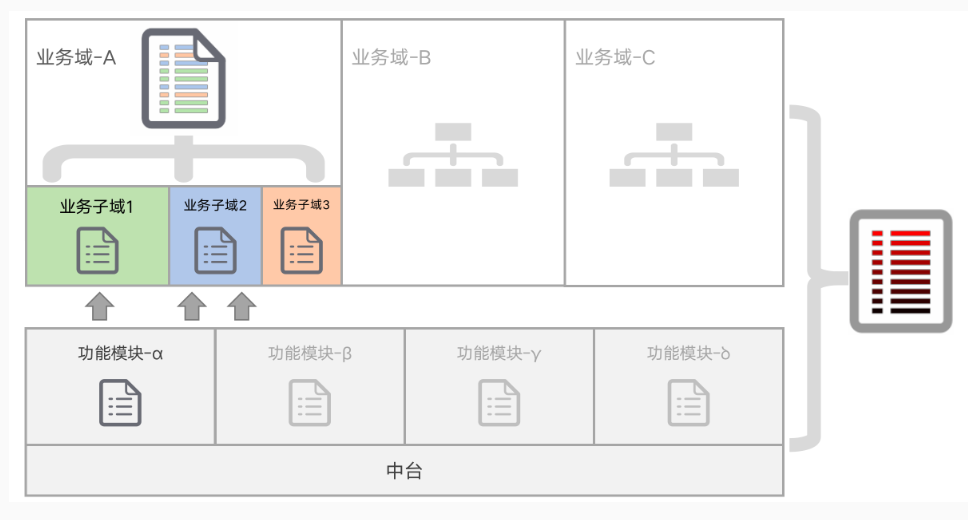 业务域-A
业务域-B
业务域-C
业务子域1
业务子域2
业务子域3
功能模块-α
功能模块-β
功能模块-γ
功能模块-δ
中台